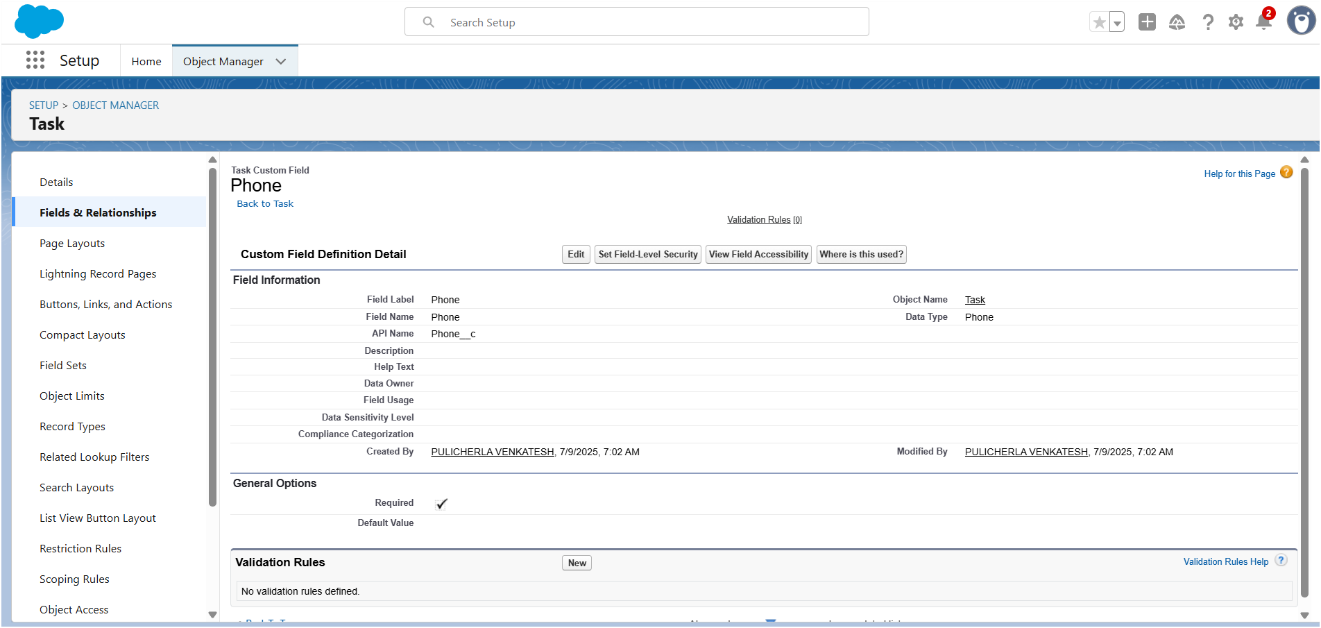 Search Setup
2
Setup
Home
Object Manager
SETUP > OBJECT MANAGER
Task
Details
Fields & Relationships
Page Layouts
Lightning Record Pages
Buttons, Links, and Actions
Compact Layouts
Field Sets
Object Limits
Record Types
Related Lookup Filters
Search Layouts
List View Button Layout
Restriction Rules
Scoping Rules
Object Access
Task Custom Field
Phone
Back to Task
Help for this Page ?
Validation Rules [0]
Custom Field Definition Detail Edit Set Field-Level Security View Field Accessibility Where is this used?
Field Information
Field Label Phone Object Name Task
Field Name Phone Data Type Phone
API Name Phone__c
Description
Help Text
Data Owner
Field Usage
Data Sensitivity Level
Compliance Categorization
Created By PULICHERLA VENKATESH, 7/9/2025, 7:02 AM Modified By PULICHERLA VENKATESH, 7/9/2025, 7:02 AM
General Options
Required
Default Value
Validation Rules New Validation Rules Help ?
No validation rules defined.